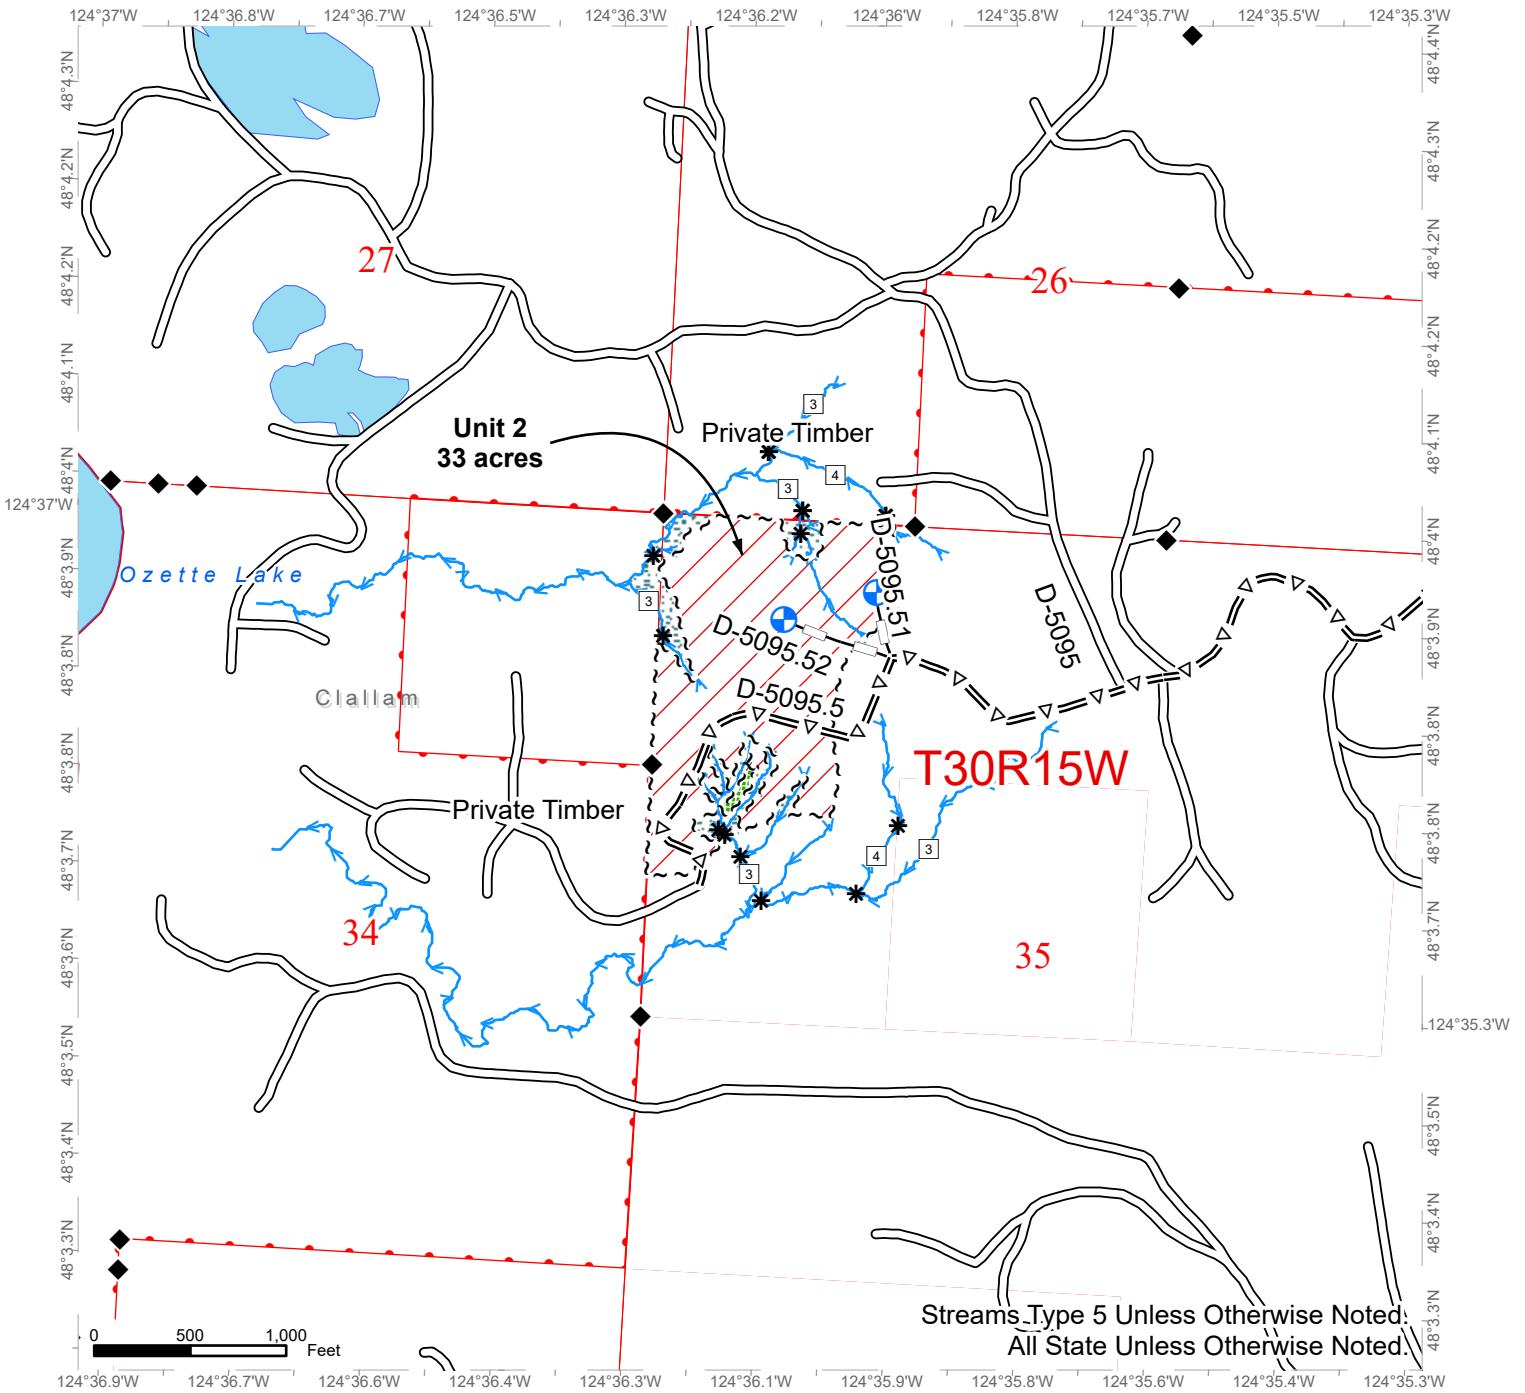 124°37'W 124°36.8'W 124°36.7'W 124°36.5'W 124°36.3'W 124°36.2'W 124°36'W 124°35.8'W 124°35.7'W 124°35.5'W 124°35.3'W
48°4.3'N
48°4.2'N
48°4.2'N
48°4.1'N
48°4'N
124°37'W
48°3.9'N
48°3.8'N
48°3.8'N
48°3.7'N
48°3.6'N
48°3.5'N
48°3.4'N
48°3.3'N
48°4.4'N
48°4.3'N
48°4.2'N
48°4.2'N
48°4.1'N
48°4'N
48°3.9'N
48°3.8'N
48°3.8'N
48°3.7'N
124°35.3'W
48°3.5'N
48°3.4'N
48°3.3'N
27
26
3
Unit 2
33 acres
Private Timber
4
3
D-5095.51
Ozette Lake
3
D-5095
D-5095.52
Clallam
D-5095.5
T30R15W
Private Timber
4
3
3
34
35
Streams Type 5 Unless Otherwise Noted.
All State Unless Otherwise Noted.
0 500 1,000
Feet
124°36.9'W 124°36.7'W 124°36.6'W 124°36.4'W 124°36.3'W 124°36.1'W 124°35.9'W 124°35.8'W 124°35.6'W 124°35.4'W 124°35.3'W